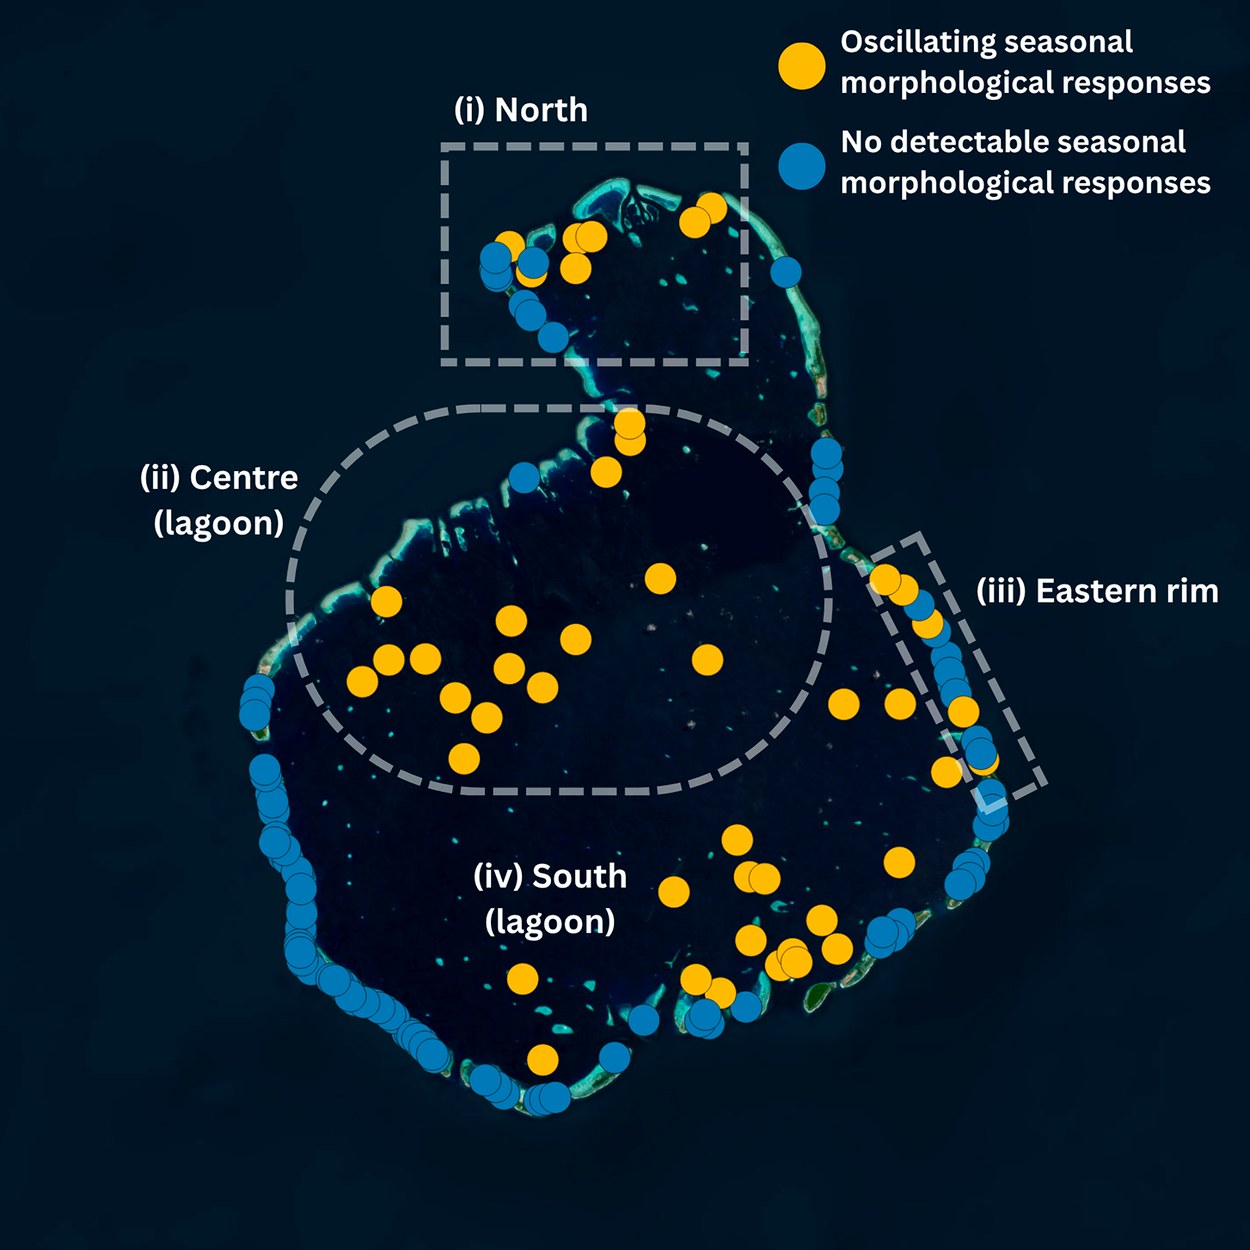 Oscillating seasonal
morphological responses
No detectable seasonal
morphological responses
(i) North
(ii) Centre
(lagoon)
(iii) Eastern rim
(iv) South
(lagoon)